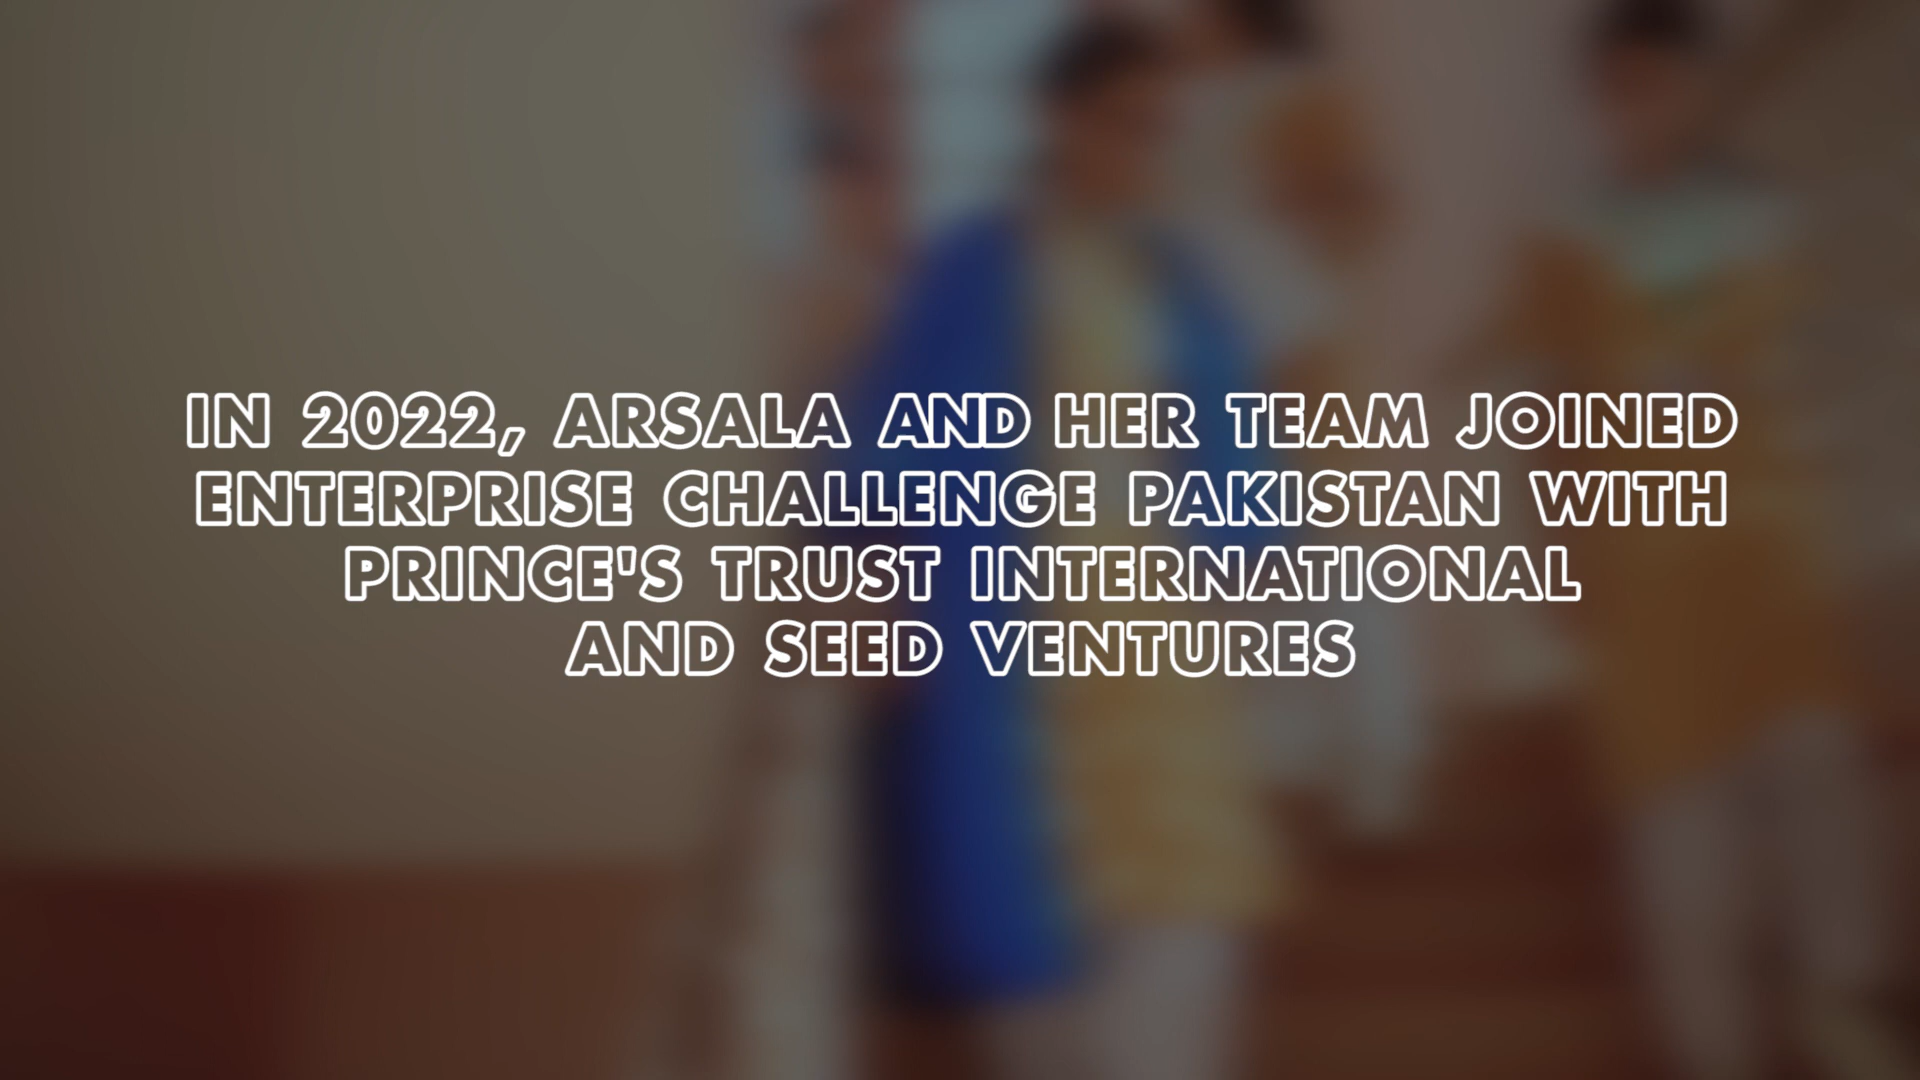 IN 2022, ARSALA AND HER TEAM JOINED
ENTERPRISE CHALLENGE PAKISTAN WITH
PRINCE'S TRUST INTERNATIONAL
AND SEED VENTURES